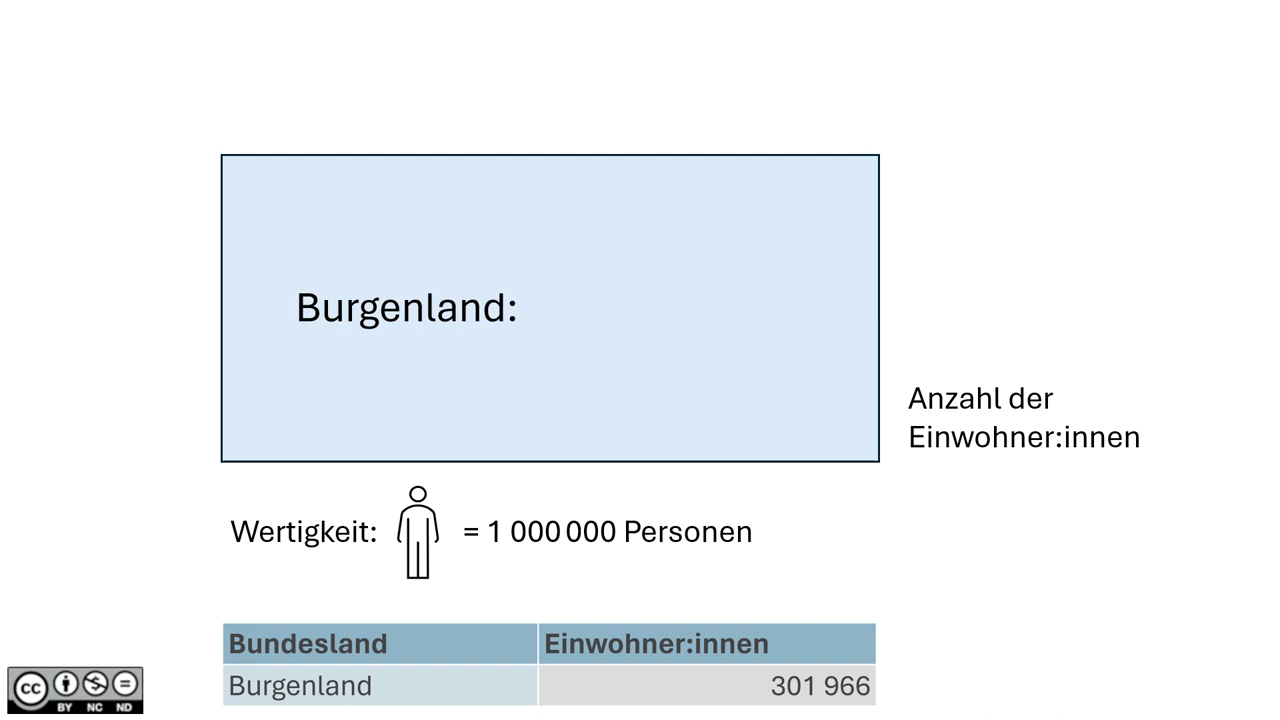 Burgenland:
Anzahl der
Einwohner:innen
Wertigkeit: = 1 000 000 Personen
Bundesland Einwohner:innen
Burgenland 301 966
cc
BY NC ND